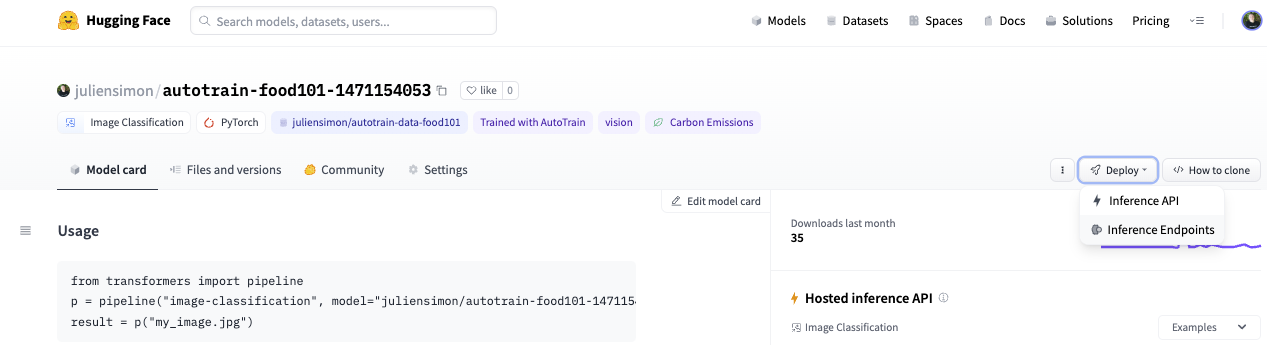 Hugging Face
Search models, datasets, users...
Models
Datasets
Spaces
Docs
Solutions
Pricing
juliensimon/autotrain-food101-1471154053
like 0
Image Classification
PyTorch
juliensimon/autotrain-data-food101
Trained with AutoTrain
vision
Carbon Emissions
Model card
Files and versions
Community
Settings
Deploy
How to clone
Inference API
Inference Endpoints
Edit model card
Usage
from transformers import pipeline
p = pipeline("image-classification", model="juliensimon/autotrain-food101-147115
result = p("my_image.jpg")
Downloads last month
35
Hosted inference API
Image Classification
Examples